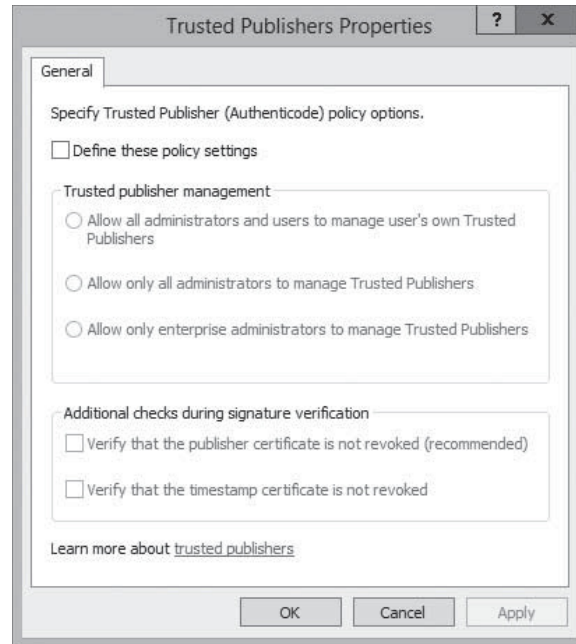 Trusted Publishers Properties
?
x
General
Specify Trusted Publisher (Authenticode) policy options.
Define these policy settings
Trusted publisher management
Allow all administrators and users to manage user's own Trusted
Publishers
Allow only all administrators to manage Trusted Publishers
Allow only enterprise administrators to manage Trusted Publishers
Additional checks during signature verification
Verify that the publisher certificate is not revoked (recommended)
Verify that the timestamp certificate is not revoked
Learn more about trusted publishers
OK
Cancel
Apply